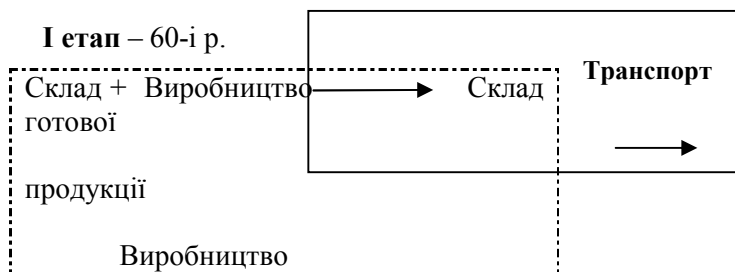 І етап – 60-і р.
Транспорт
Склад + Виробництво Склад
готової
продукції
Виробництво